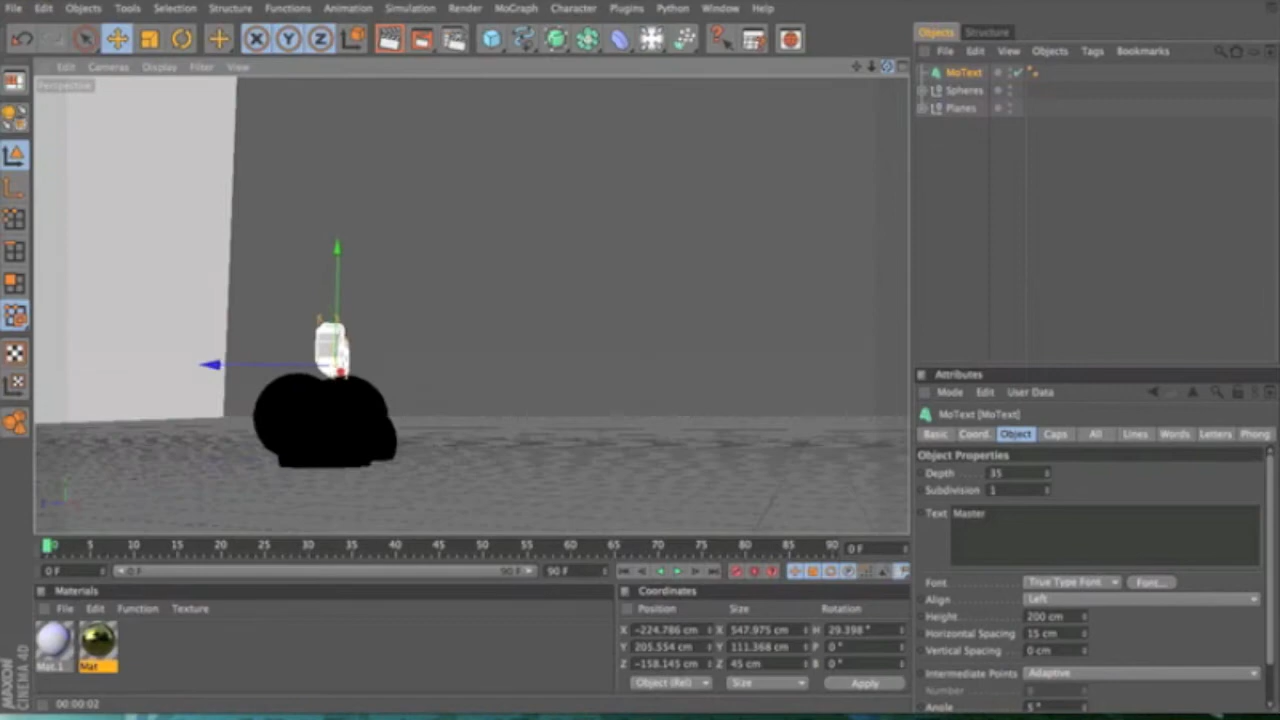 File Edit Objects Tools Selection Structure Functions Animation Simulation Render MoGraph Character Plugins Python Window Help
Objects Structure
File Edit View Objects Tags Bookmarks
Edit Cameras Display Filter View
MoText
Perspective
Spheres
Planes
Attributes
Mode Edit User Data
MoText [MoText]
Basic Coord. Object Caps All Lines Words Letters Phong
Object Properties
Depth 35
Subdivision 1
Text Master
0 5 10 15 20 25 30 35 40 45 50 55 60 65 70 75 80 85 90 0 F
0 F 0 F 90 F 90 F
Font True Type Font Font...
Align Left
Height 200 cm
Horizontal Spacing 15 cm
Vertical Spacing 0 cm
Intermediate Points Adaptive
Number 8
Angle 5 °
Materials
File Edit Function Texture
Mat.1 Mat
Coordinates
Position Size Rotation
X -224.786 cm X 547.975 cm H 29.398 °
Y 205.554 cm Y 111.368 cm P 0 °
Z -158.145 cm Z 45 cm B 0 °
Object (Rel) Size Apply
MAXON
CINEMA 4D
00:00:02